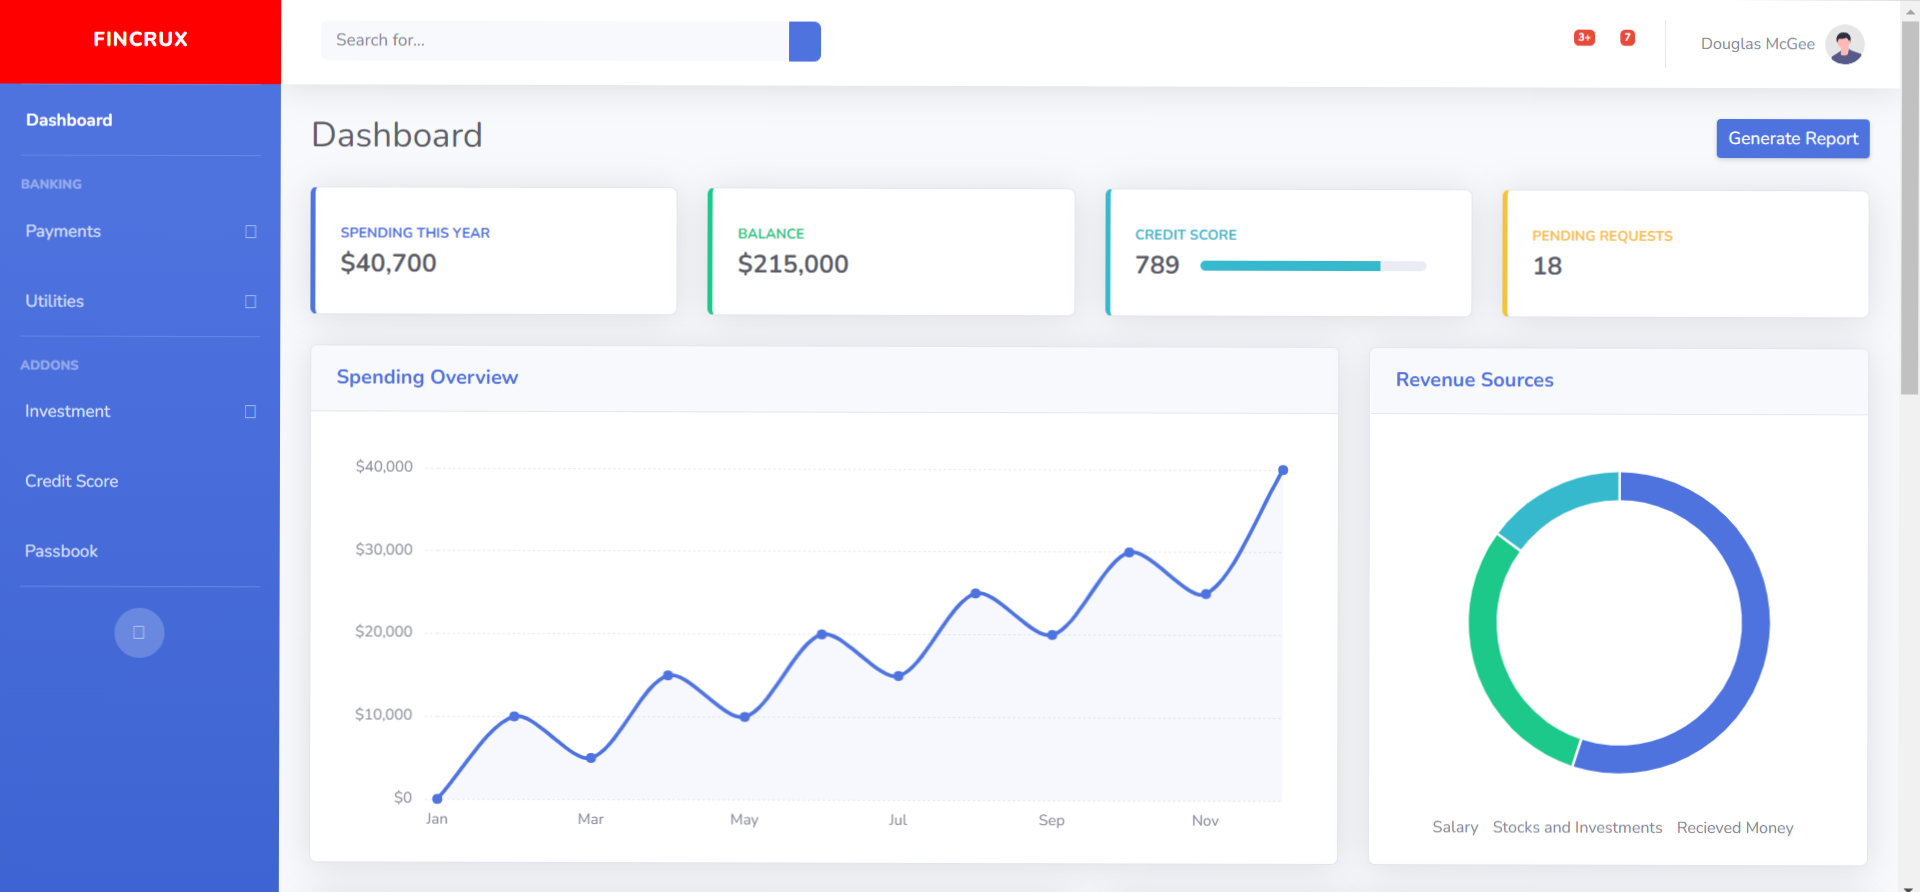 FINCRUX
Search for...
3+
7
Douglas McGee
Dashboard
BANKING
Payments
Utilities
ADDONS
Investment
Credit Score
Passbook
Dashboard
Generate Report
SPENDING THIS YEAR
$40,700
BALANCE
$215,000
CREDIT SCORE
789
PENDING REQUESTS
18
Spending Overview
$40,000
$30,000
$20,000
$10,000
$0
Jan Mar May Jul Sep Nov
Revenue Sources
Salary Stocks and Investments Recieved Money